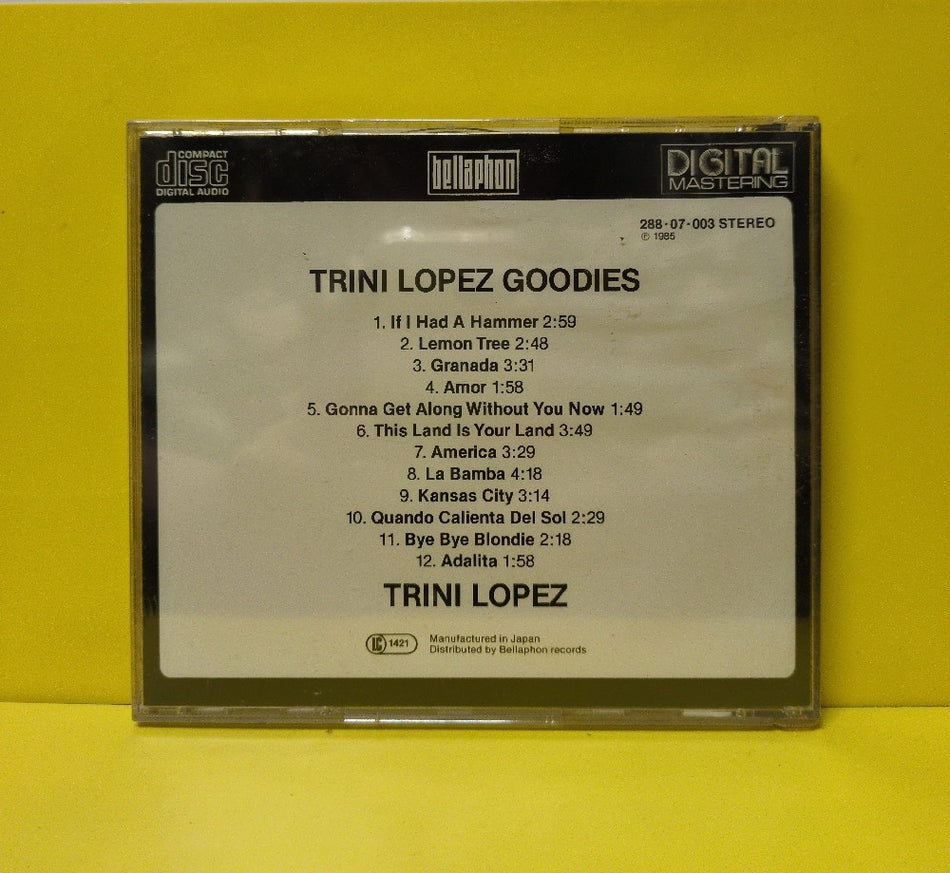 COMPACT
disc
DIGITAL AUDIO
bellaphon
DIGITAL
MASTERING
288·07·003 STEREO
℗ 1985
TRINI LOPEZ GOODIES
1. If I Had A Hammer 2:59
2. Lemon Tree 2:48
3. Granada 3:31
4. Amor 1:58
5. Gonna Get Along Without You Now 1:49
6. This Land Is Your Land 3:49
7. America 3:29
8. La Bamba 4:18
9. Kansas City 3:14
10. Quando Calienta Del Sol 2:29
11. Bye Bye Blondie 2:18
12. Adalita 1:58
TRINI LOPEZ
LC 1421
Manufactured in Japan
Distributed by Bellaphon records